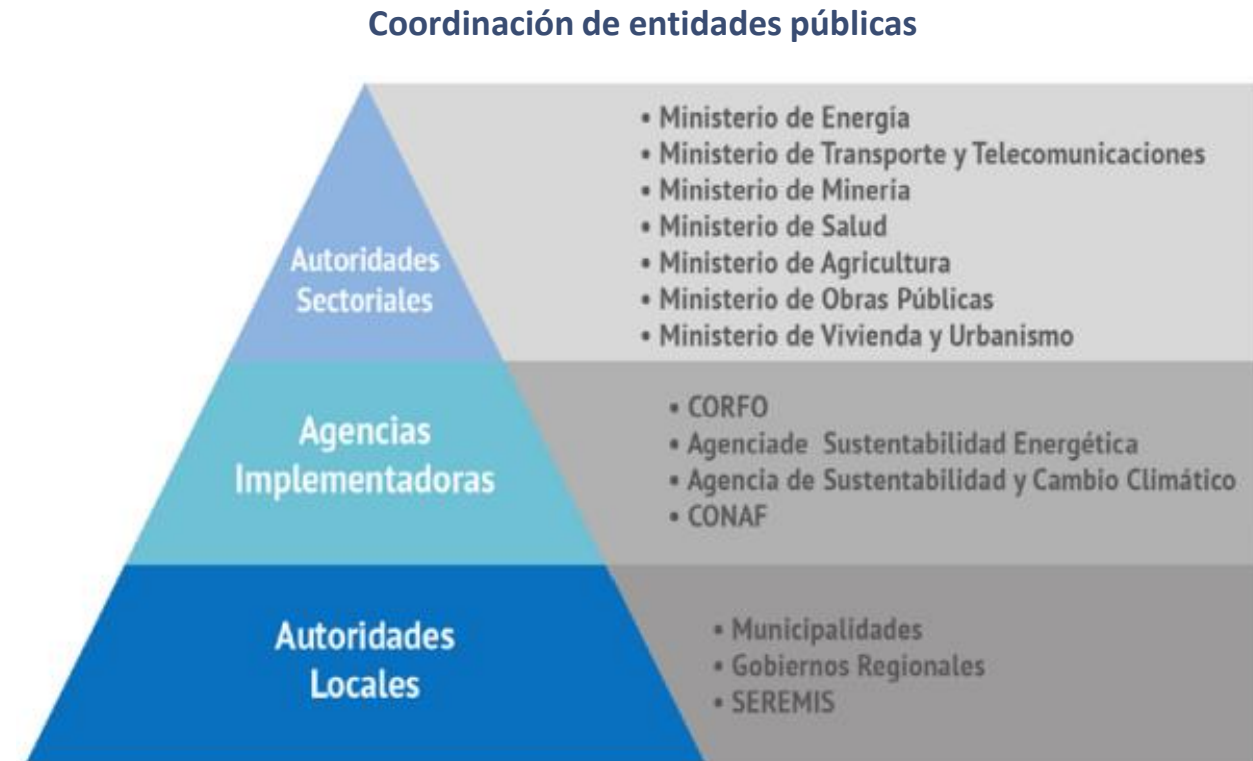 Coordinación de entidades públicas
Autoridades
Sectoriales
• Ministerio de Energía
• Ministerio de Transporte y Telecomunicaciones
• Ministerio de Minería
• Ministerio de Salud
• Ministerio de Agricultura
• Ministerio de Obras Públicas
• Ministerio de Vivienda y Urbanismo
Agencias
Implementadoras
• CORFO
• Agenciade Sustentabilidad Energética
• Agencia de Sustentabilidad y Cambio Climático
• CONAF
Autoridades
Locales
• Municipalidades
• Gobiernos Regionales
• SEREMIS